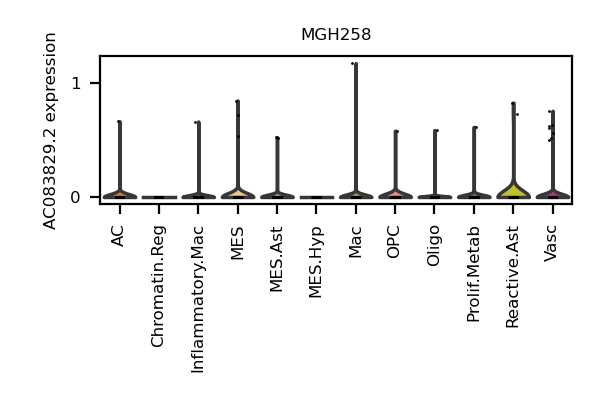 MGH258
AC083829.2 expression
1
0
AC
Chromatin.Reg
Inflammatory.Mac
MES
MES.Ast
MES.Hyp
Mac
OPC
Oligo
Prolif.Metab
Reactive.Ast
Vasc